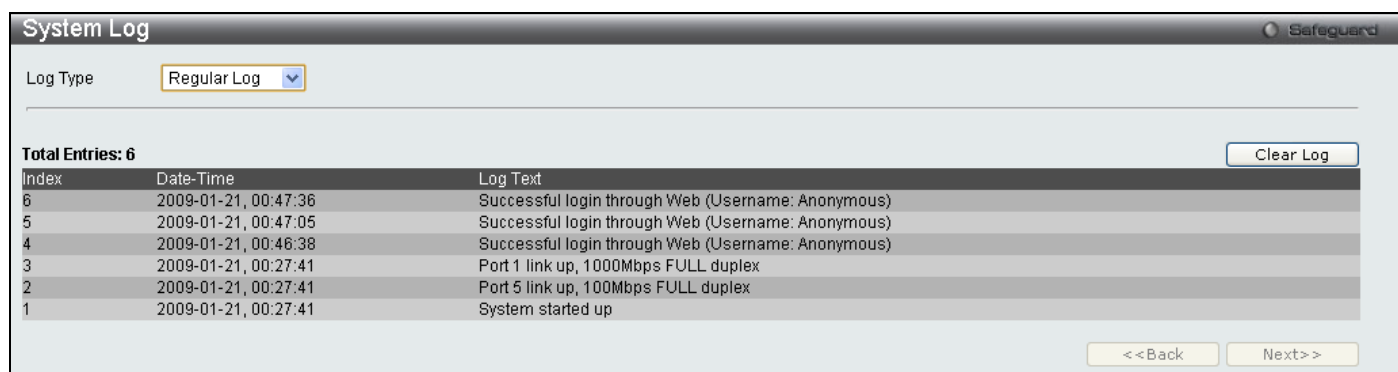 System Log
Safeguard
Log Type Regular Log
Total Entries: 6
Clear Log
Index Date-Time Log Text
6 2009-01-21, 00:47:36 Successful login through Web (Username: Anonymous)
5 2009-01-21, 00:47:05 Successful login through Web (Username: Anonymous)
4 2009-01-21, 00:46:38 Successful login through Web (Username: Anonymous)
3 2009-01-21, 00:27:41 Port 1 link up, 1000Mbps FULL duplex
2 2009-01-21, 00:27:41 Port 5 link up, 100Mbps FULL duplex
1 2009-01-21, 00:27:41 System started up
<<Back Next>>